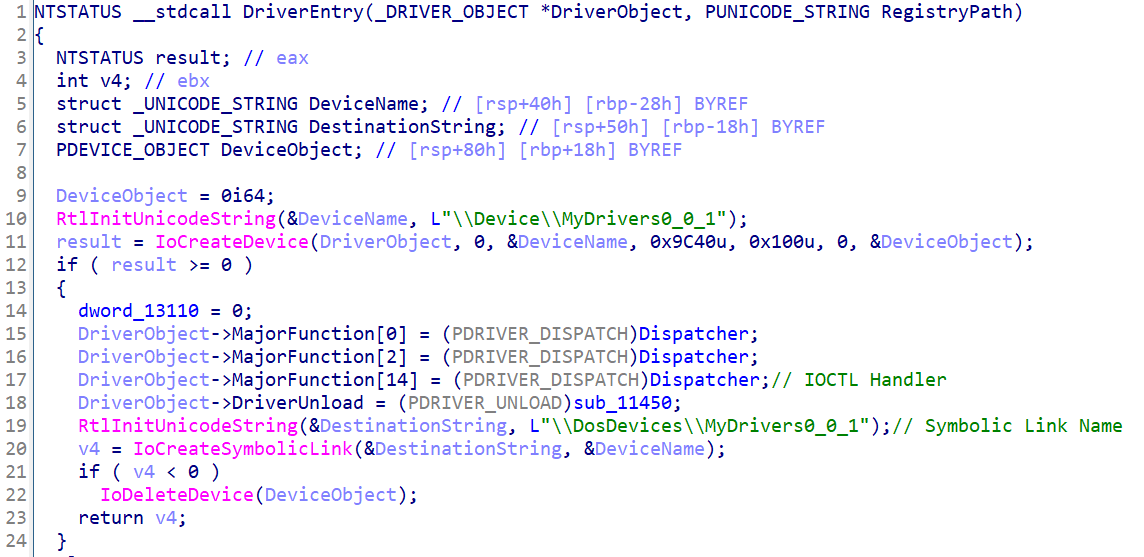 1 NTSTATUS __stdcall DriverEntry(_DRIVER_OBJECT *DriverObject, PUNICODE_STRING RegistryPath)
2 {
3   NTSTATUS result; // eax
4   int v4; // ebx
5   struct _UNICODE_STRING DeviceName; // [rsp+40h] [rbp-28h] BYREF
6   struct _UNICODE_STRING DestinationString; // [rsp+50h] [rbp-18h] BYREF
7   PDEVICE_OBJECT DeviceObject; // [rsp+80h] [rbp+18h] BYREF
8
9   DeviceObject = 0i64;
10   RtlInitUnicodeString(&DeviceName, L"\\Device\\MyDrivers0_0_1");
11   result = IoCreateDevice(DriverObject, 0, &DeviceName, 0x9C40u, 0x100u, 0, &DeviceObject);
12   if ( result >= 0 )
13   {
14     dword_13110 = 0;
15     DriverObject->MajorFunction[0] = (PDRIVER_DISPATCH)Dispatcher;
16     DriverObject->MajorFunction[2] = (PDRIVER_DISPATCH)Dispatcher;
17     DriverObject->MajorFunction[14] = (PDRIVER_DISPATCH)Dispatcher;// IOCTL Handler
18     DriverObject->DriverUnload = (PDRIVER_UNLOAD)sub_11450;
19     RtlInitUnicodeString(&DestinationString, L"\\DosDevices\\MyDrivers0_0_1");// Symbolic Link Name
20     v4 = IoCreateSymbolicLink(&DestinationString, &DeviceName);
21     if ( v4 < 0 )
22       IoDeleteDevice(DeviceObject);
23     return v4;
24   }